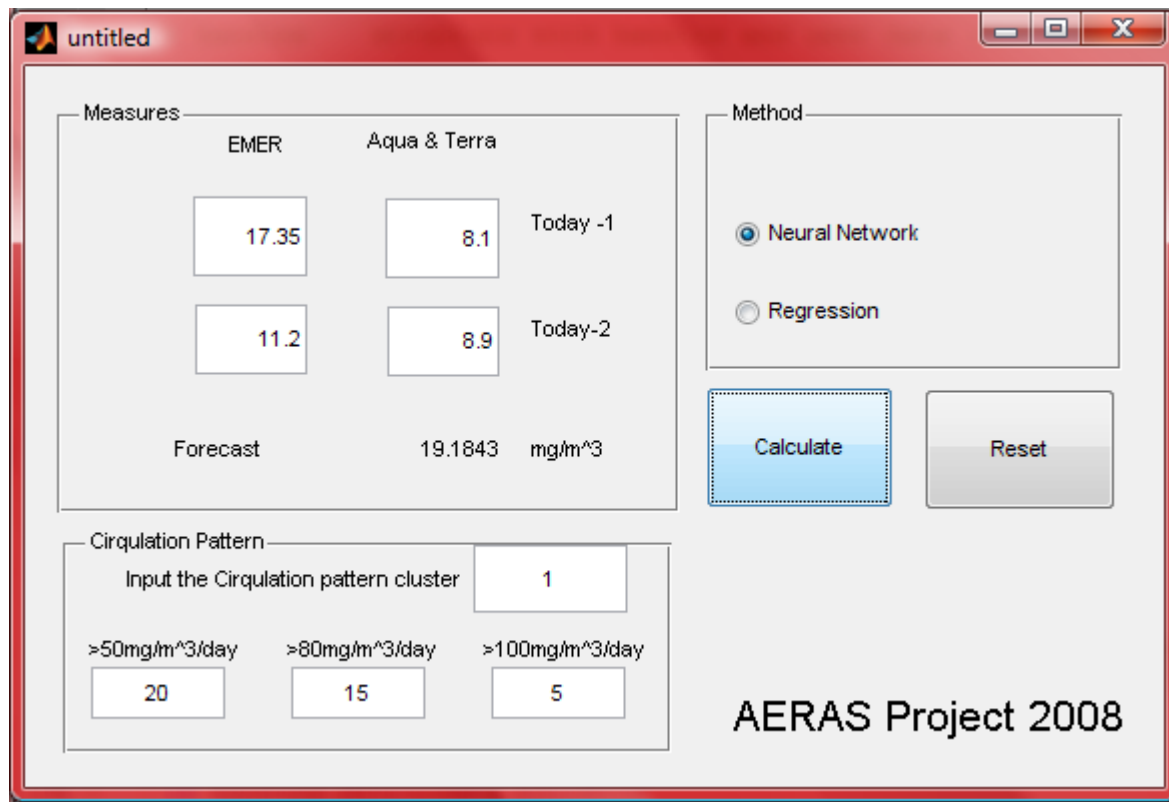 untitled
Measures
EMER Aqua & Terra
17.35 8.1 Today -1
11.2 8.9 Today-2
Forecast 19.1843 mg/m^3
Method
Neural Network
Regression
Calculate Reset
Cirqulation Pattern
Input the Cirqulation pattern cluster 1
>50mg/m^3/day >80mg/m^3/day >100mg/m^3/day
20 15 5
AERAS Project 2008